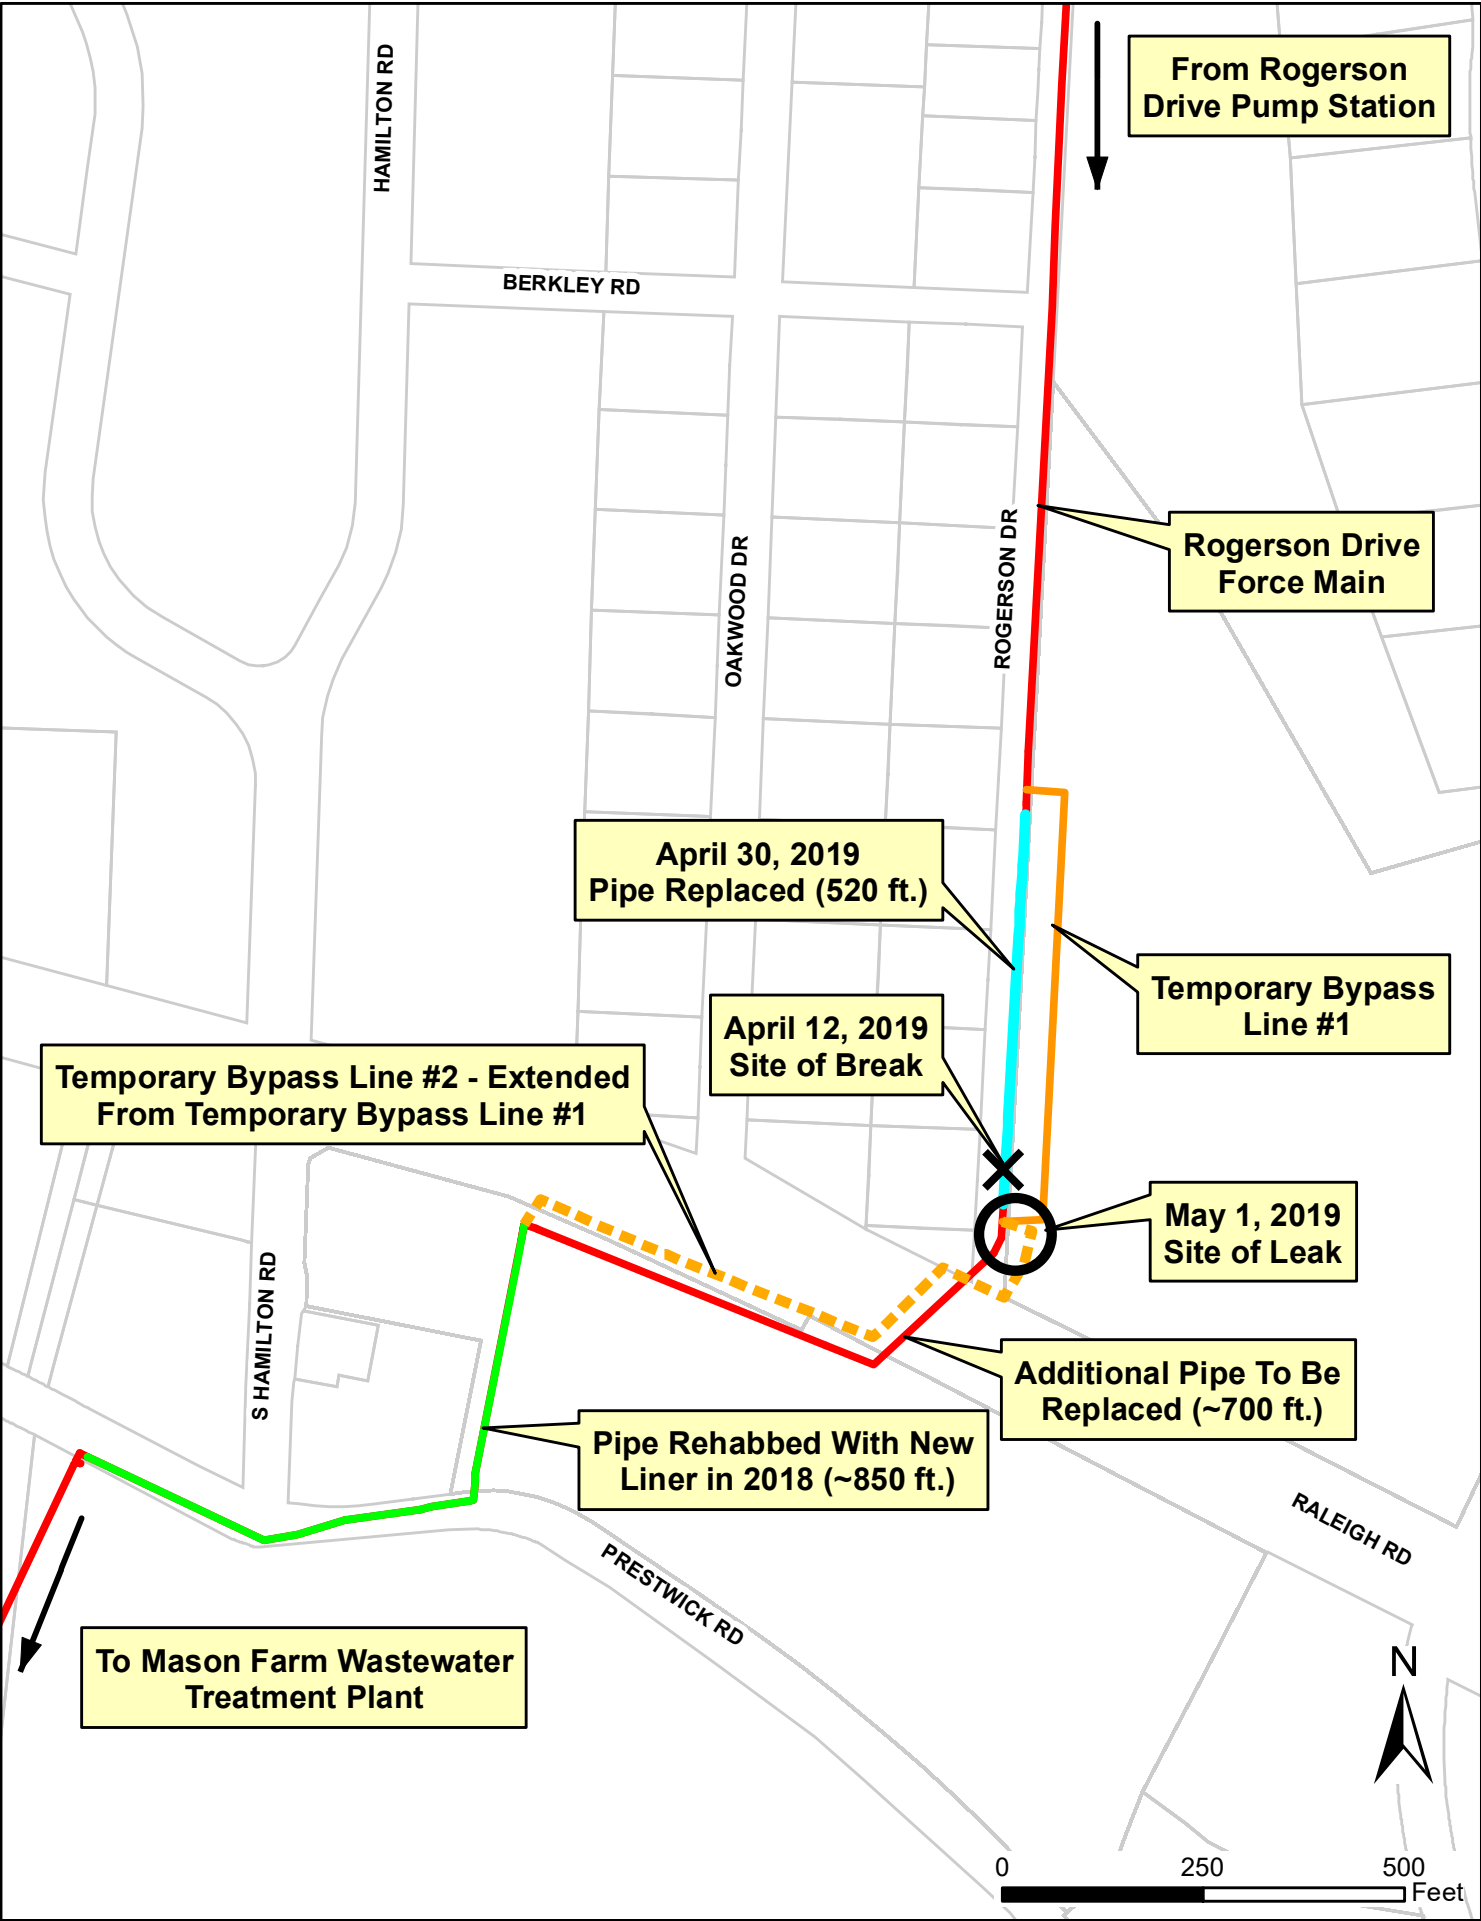 From Rogerson
Drive Pump Station
HAMILTON RD
BERKLEY RD
Rogerson Drive
Force Main
ROGERSON DR
OAKWOOD DR
April 30, 2019
Pipe Replaced (520 ft.)
Temporary Bypass
Line #1
April 12, 2019
Site of Break
Temporary Bypass Line #2 - Extended
From Temporary Bypass Line #1
May 1, 2019
Site of Leak
S HAMILTON RD
Additional Pipe To Be
Replaced (~700 ft.)
Pipe Rehabbed With New
Liner in 2018 (~850 ft.)
RALEIGH RD
PRESTWICK RD
To Mason Farm Wastewater
Treatment Plant
N
0 250 500
Feet